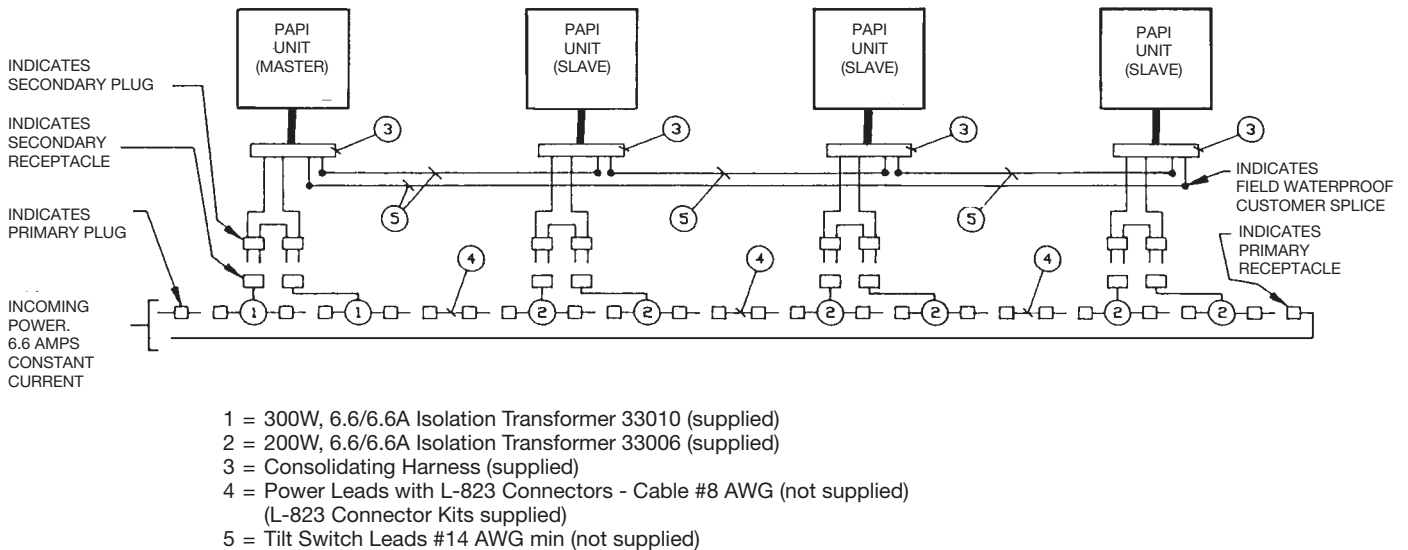 PAPI
UNIT
(MASTER)
PAPI
UNIT
(SLAVE)
PAPI
UNIT
(SLAVE)
PAPI
UNIT
(SLAVE)
INDICATES
SECONDARY PLUG
INDICATES
SECONDARY
RECEPTACLE
3
3
3
3
INDICATES
FIELD WATERPROOF
CUSTOMER SPLICE
5
5
5
INDICATES
PRIMARY PLUG
INDICATES
PRIMARY
RECEPTACLE
4
4
4
INCOMING
POWER.
6.6 AMPS
CONSTANT
CURRENT
1
1
2
2
2
2
2
2
1 = 300W, 6.6/6.6A Isolation Transformer 33010 (supplied)
2 = 200W, 6.6/6.6A Isolation Transformer 33006 (supplied)
3 = Consolidating Harness (supplied)
4 = Power Leads with L-823 Connectors - Cable #8 AWG (not supplied)
(L-823 Connector Kits supplied)
5 = Tilt Switch Leads #14 AWG min (not supplied)